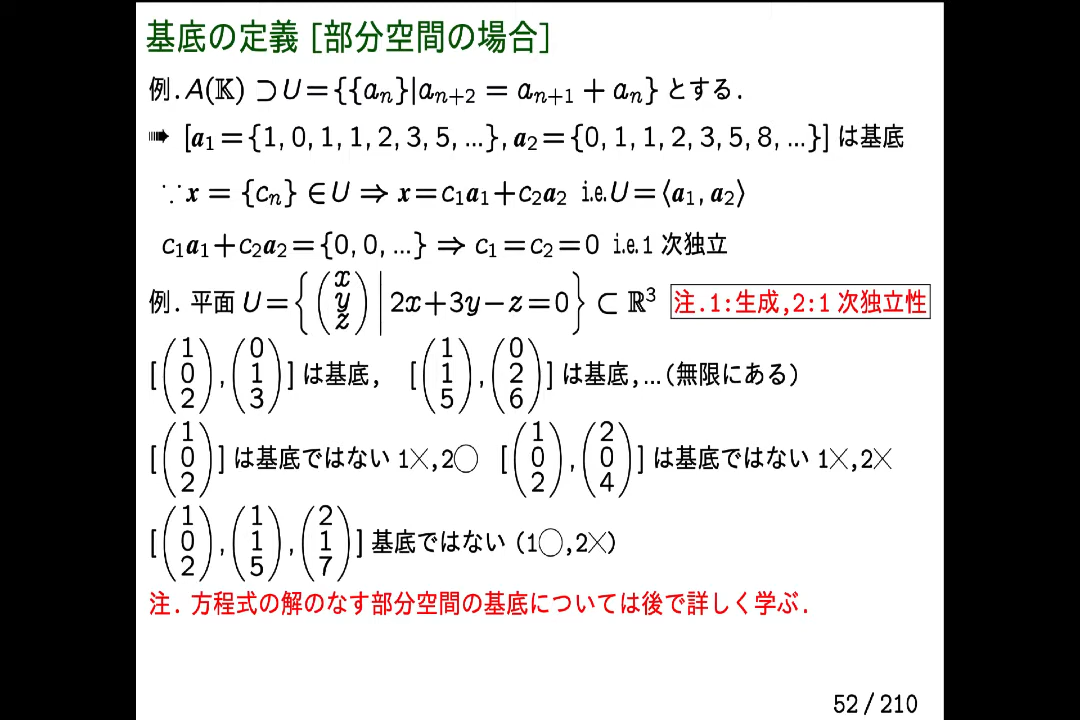 基底の定義 [部分空間の場合]
例. A(𝕂) ⊃ U = {{aₙ}|aₙ₊₂ = aₙ₊₁ + aₙ} とする.
➠ [𝒂₁ = {1, 0, 1, 1, 2, 3, 5, ...}, 𝒂₂ = {0, 1, 1, 2, 3, 5, 8, ...}] は基底
∵ 𝒙 = {cₙ} ∈ U ⇒ 𝒙 = c₁𝒂₁ + c₂𝒂₂ i.e. U = ⟨𝒂₁, 𝒂₂⟩
c₁𝒂₁ + c₂𝒂₂ = {0, 0, ...} ⇒ c₁ = c₂ = 0 i.e. 1 次独立
例. 平面 U = { (x y z) | 2x + 3y − z = 0 } ⊂ ℝ³ 注. 1:生成, 2:1 次独立性
[(1 0 2), (0 1 3)] は基底, [(1 1 5), (0 2 6)] は基底, ... (無限にある)
[(1 0 2)] は基底ではない 1×, 2○ [(1 0 2), (2 0 4)] は基底ではない 1×, 2×
[(1 0 2), (1 1 5), (2 1 7)] 基底ではない (1○, 2×)
注. 方程式の解のなす部分空間の基底については後で詳しく学ぶ.
52 / 210